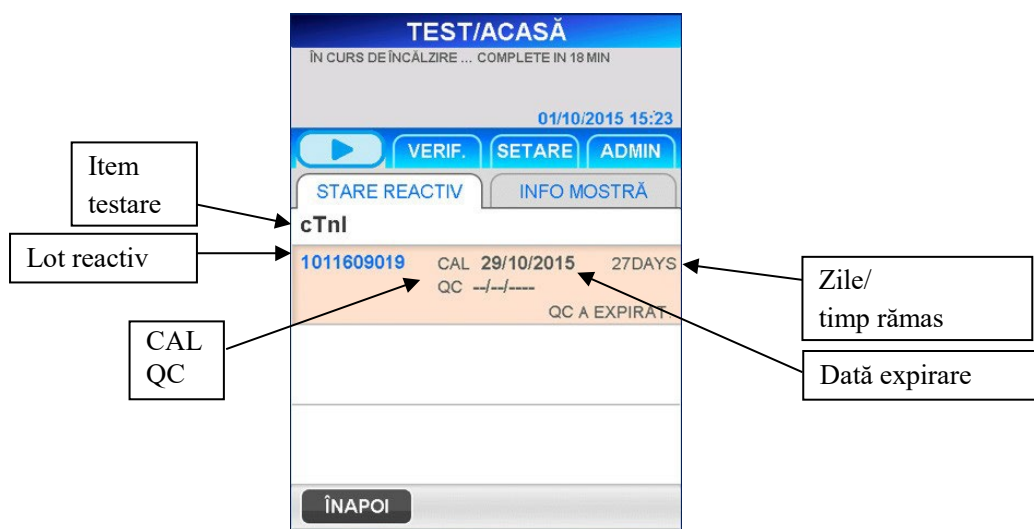 TEST/ACASĂ
ÎN CURS DE ÎNCĂLZIRE ... COMPLETE IN 18 MIN
01/10/2015 15:23
VERIF. SETARE ADMIN
STARE REACTIV INFO MOSTRĂ
Item
testare
cTnI
Lot reactiv
1011609019 CAL 29/10/2015 27DAYS
QC --/--/----
QC A EXPIRAT.
Zile/
timp rămas
CAL
QC
Dată expirare
ÎNAPOI